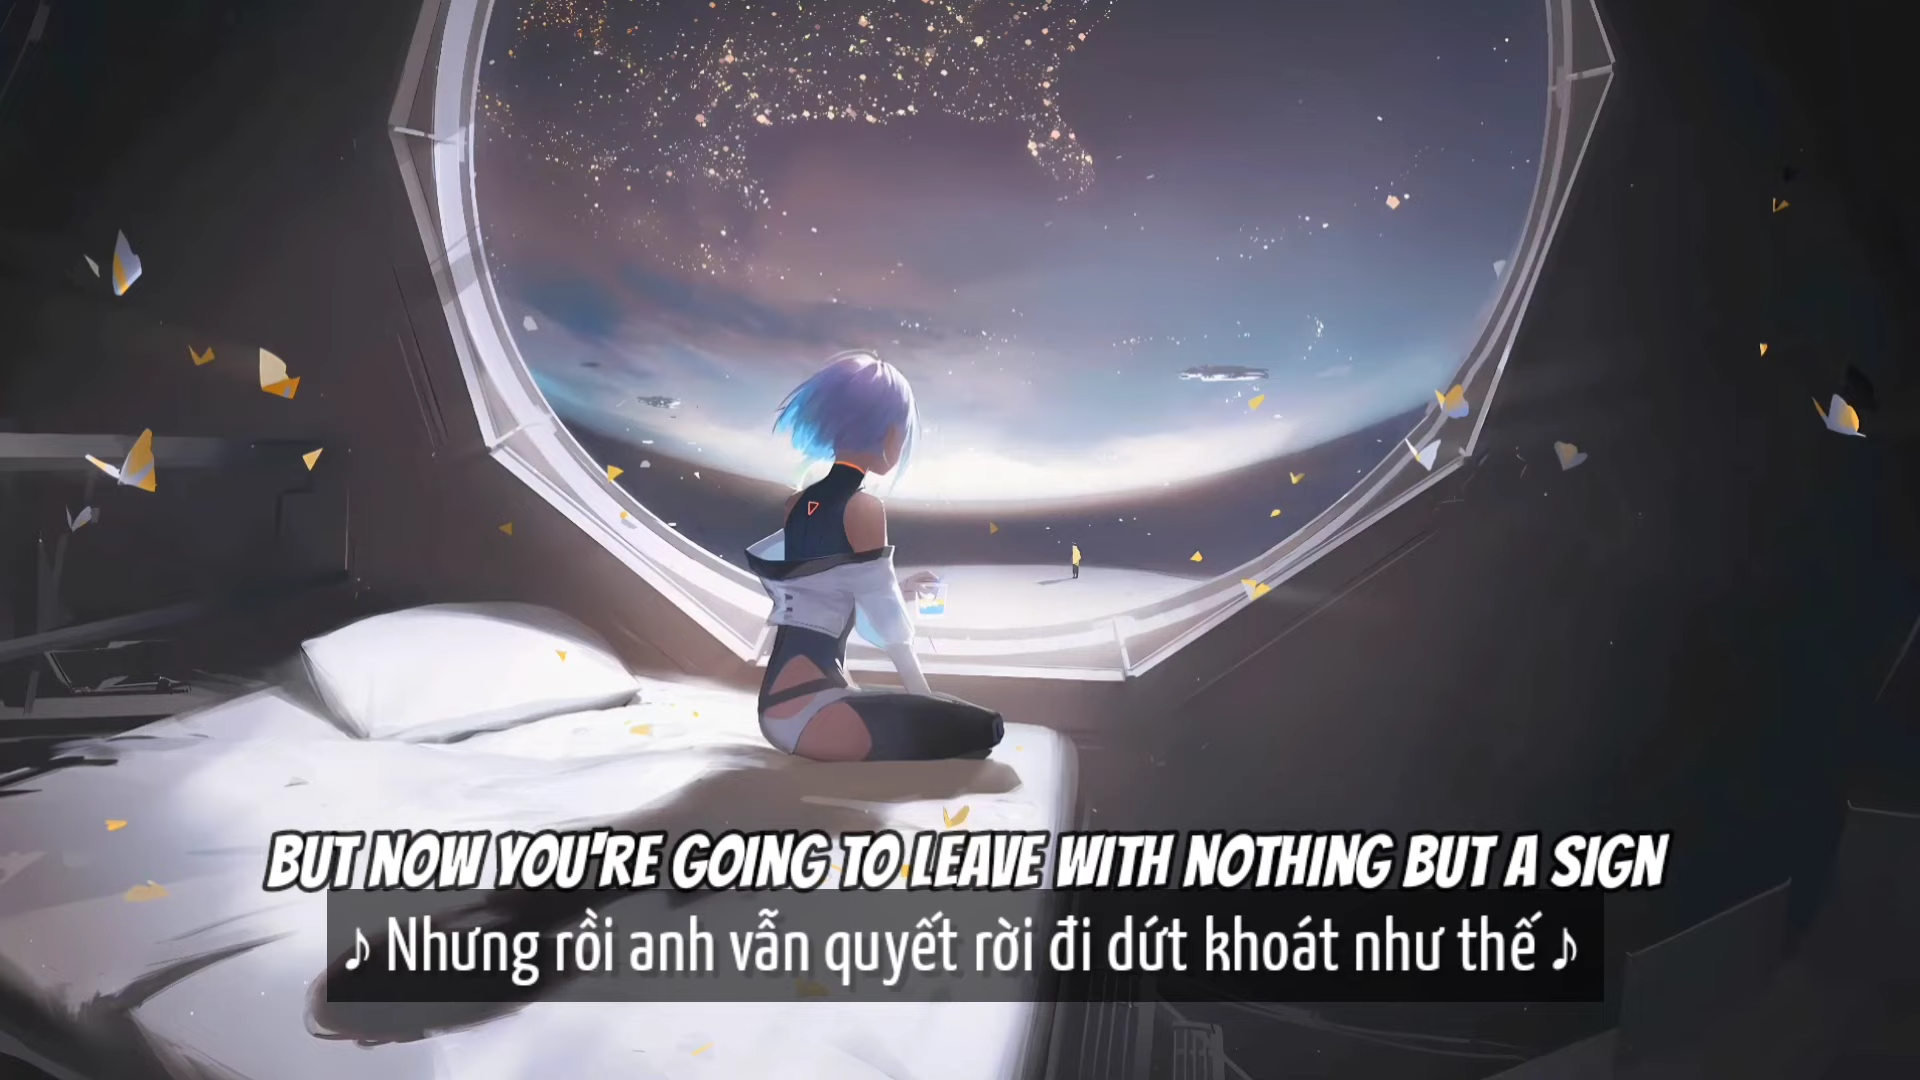 BUT NOW YOU'RE GOING TO LEAVE WITH NOTHING BUT A SIGN
♪ Nhưng rồi anh vẫn quyết rời đi dứt khoát như thế ♪